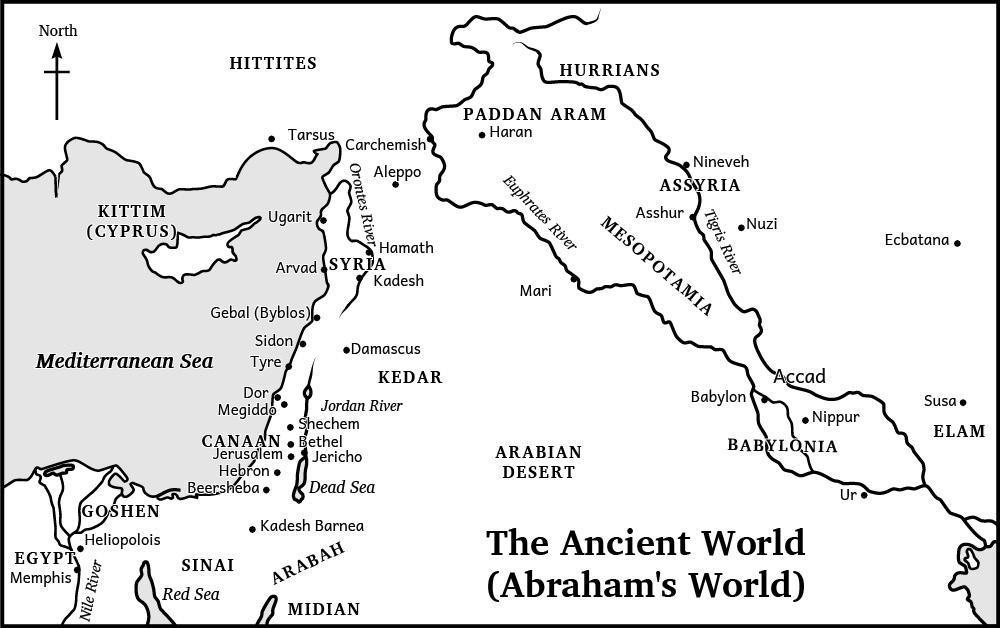 North
HITTITES
HURRIANS
PADDAN ARAM
Haran
Tarsus
Carchemish
Aleppo
Nineveh
ASSYRIA
Orontes River
Euphrates River
KITTIM
(CYPRUS)
Ugarit
Asshur
Tigris River
Nuzi
MESOPOTAMIA
Ecbatana
Hamath
Arvad
SYRIA
Kadesh
Mari
Gebal (Byblos)
Sidon
Mediterranean Sea
Tyre
Damascus
KEDAR
Accad
Dor
Megiddo
Jordan River
Babylon
Nippur
Susa
ELAM
Shechem
CANAAN
Bethel
Jerusalem
Jericho
BABYLONIA
ARABIAN
DESERT
Hebron
Beersheba
Dead Sea
Ur
GOSHEN
Kadesh Barnea
Heliopolois
EGYPT
Memphis
Nile River
SINAI
ARABAH
Red Sea
MIDIAN
The Ancient World
(Abraham's World)